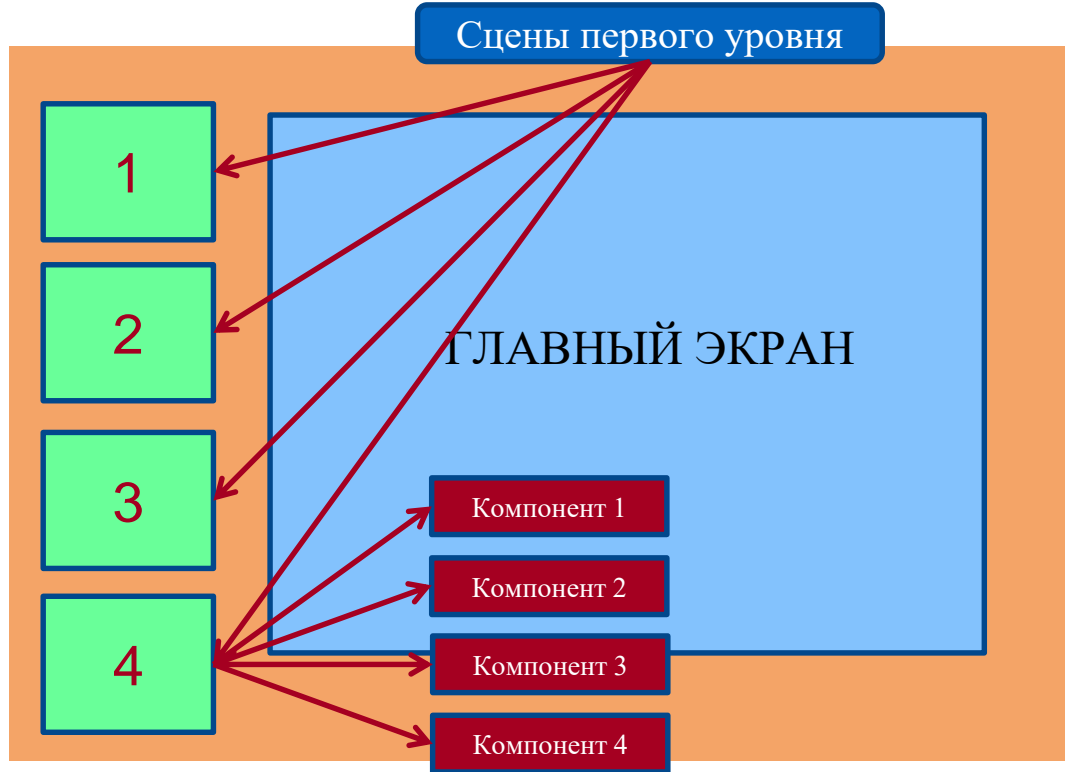 Сцены первого уровня
1
2
ГЛАВНЫЙ ЭКРАН
3
Компонент 1
Компонент 2
4
Компонент 3
Компонент 4